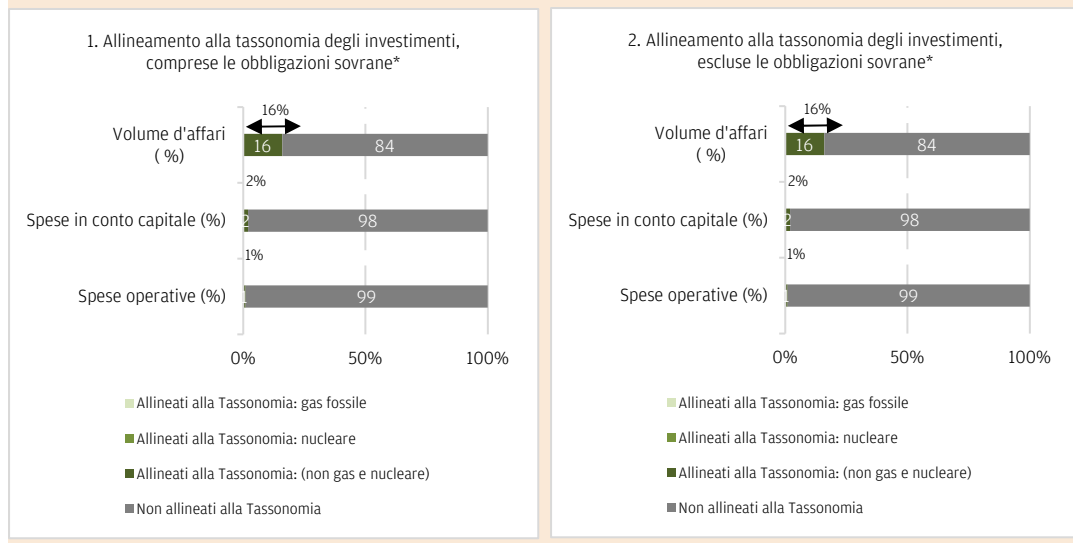 1. Allineamento alla tassonomia degli investimenti,
comprese le obbligazioni sovrane*
16%
Volume d'affari
( %)
16
84
2%
Spese in conto capitale (%)
2
98
1%
Spese operative (%)
1
99
0%
50%
100%
Allineati alla Tassonomia: gas fossile
Allineati alla Tassonomia: nucleare
Allineati alla Tassonomia: (non gas e nucleare)
Non allineati alla Tassonomia
2. Allineamento alla tassonomia degli investimenti,
escluse le obbligazioni sovrane*
16%
Volume d'affari
( %)
16
84
2%
Spese in conto capitale (%)
2
98
1%
Spese operative (%)
1
99
0%
50%
100%
Allineati alla Tassonomia: gas fossile
Allineati alla Tassonomia: nucleare
Allineati alla Tassonomia: (non gas e nucleare)
Non allineati alla Tassonomia